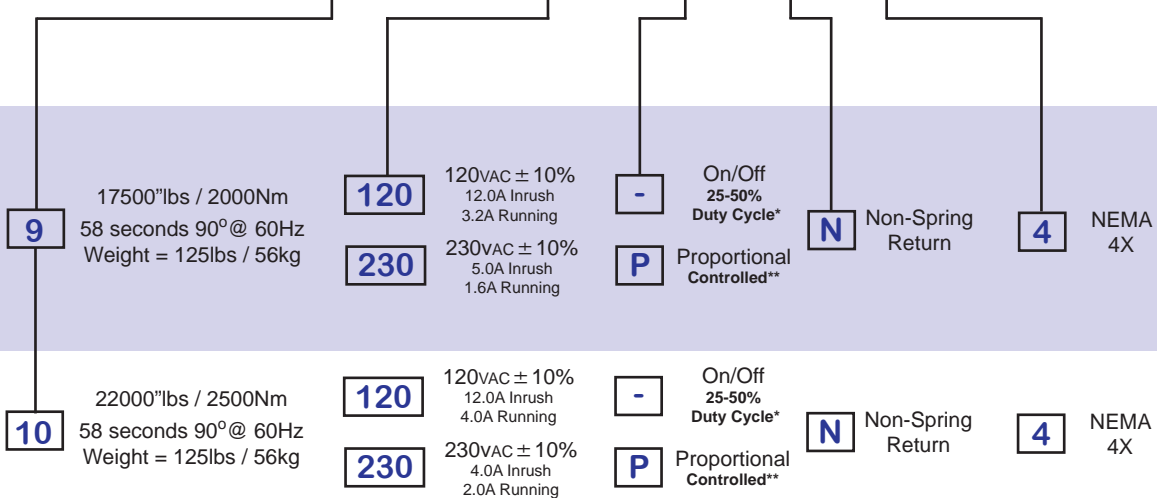 9
17500"lbs / 2000Nm
58 seconds 90º@ 60Hz
Weight = 125lbs / 56kg
120
120VAC ± 10%
12.0A Inrush
3.2A Running
230
230VAC ± 10%
5.0A Inrush
1.6A Running
-
On/Off
25-50%
Duty Cycle*
P
Proportional
Controlled**
N
Non-Spring
Return
4
NEMA
4X
10
22000"lbs / 2500Nm
58 seconds 90º@ 60Hz
Weight = 125lbs / 56kg
120
120VAC ± 10%
12.0A Inrush
4.0A Running
230
230VAC ± 10%
4.0A Inrush
2.0A Running
-
On/Off
25-50%
Duty Cycle*
P
Proportional
Controlled**
N
Non-Spring
Return
4
NEMA
4X